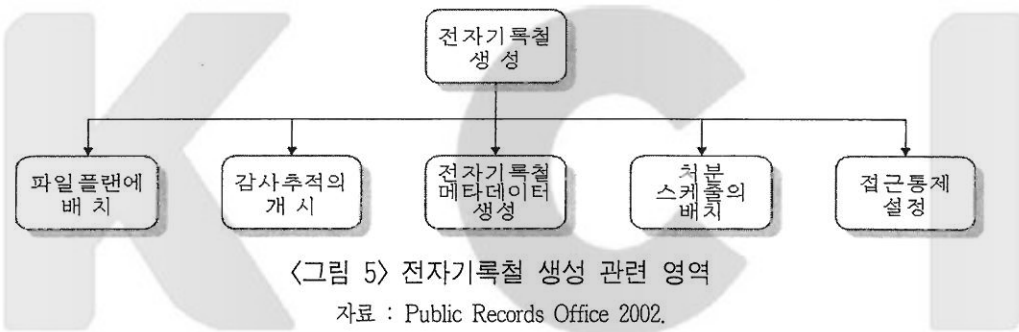 전자기록철
생 성
파일플랜에
배 치
감사추적의
개 시
전자기록철
메타데이터
생성
처분
스케줄의
배치
접근통제
설정
〈그림 5〉 전자기록철 생성 관련 영역
자료 : Public Records Office 2002.
KCI